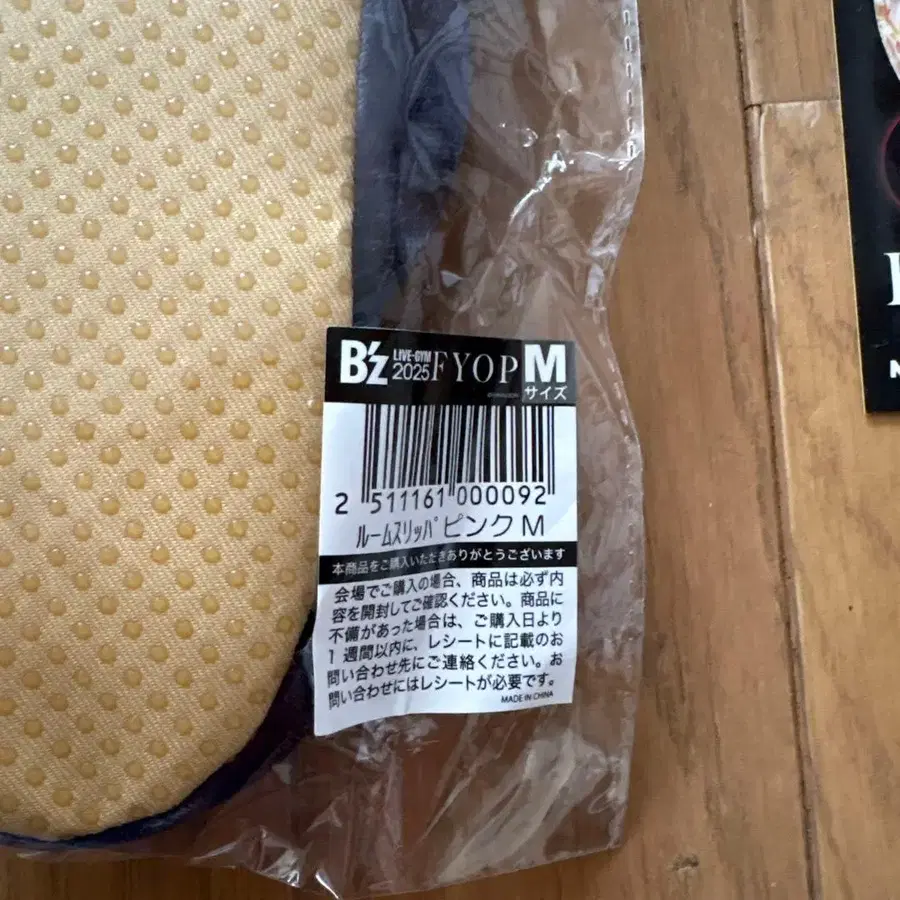 B'z LIVE-GYM 2025 FYOP M サイズ
2 511161 000092
ルームスリッパ ピンク M
本商品をご購入いただきありがとうございます
会場でご購入の場合、商品は必ず内
容を開封してご確認ください。商品に
不備があった場合は、ご購入日より
1週間以内に、レシートに記載のお
問い合わせ先にご連絡ください。お
問い合わせにはレシートが必要です。
MADE IN CHINA